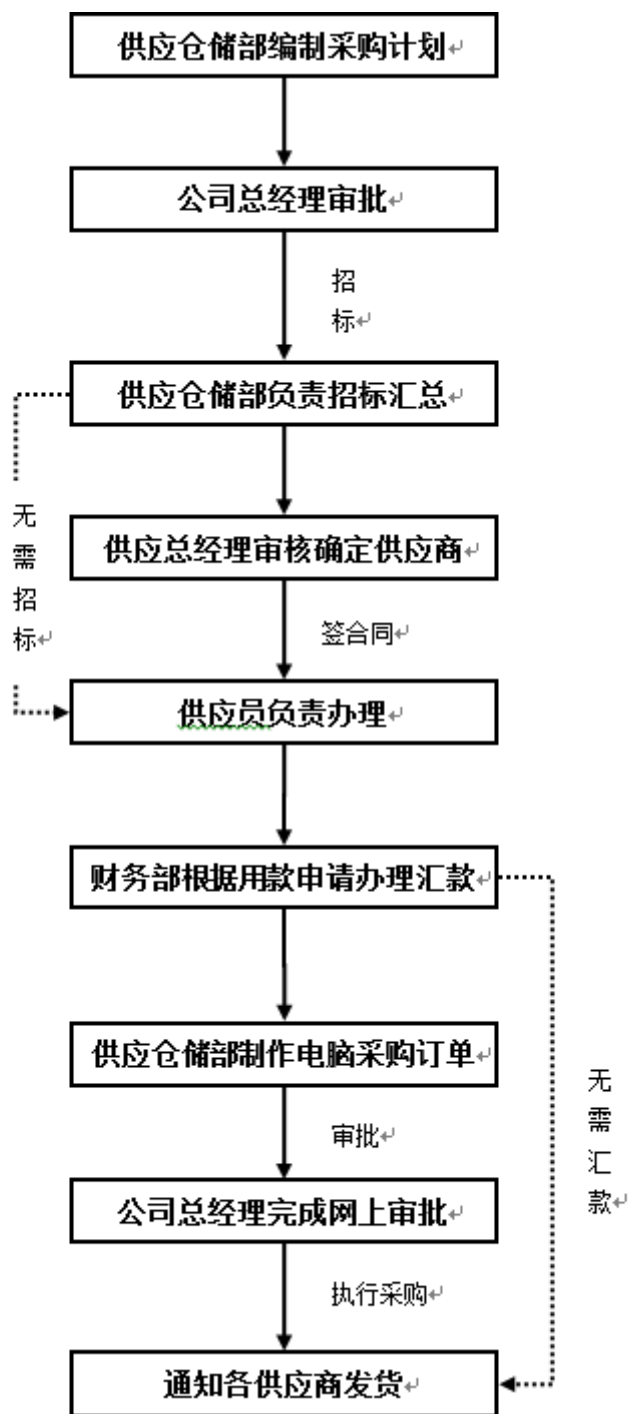 供应仓储部编制采购计划
公司总经理审批
招
标
供应仓储部负责招标汇总
无
需
招
标
供应总经理审核确定供应商
签合同
供应员负责办理
财务部根据用款申请办理汇款
供应仓储部制作电脑采购订单
无
需
汇
款
审批
公司总经理完成网上审批
执行采购
通知各供应商发货